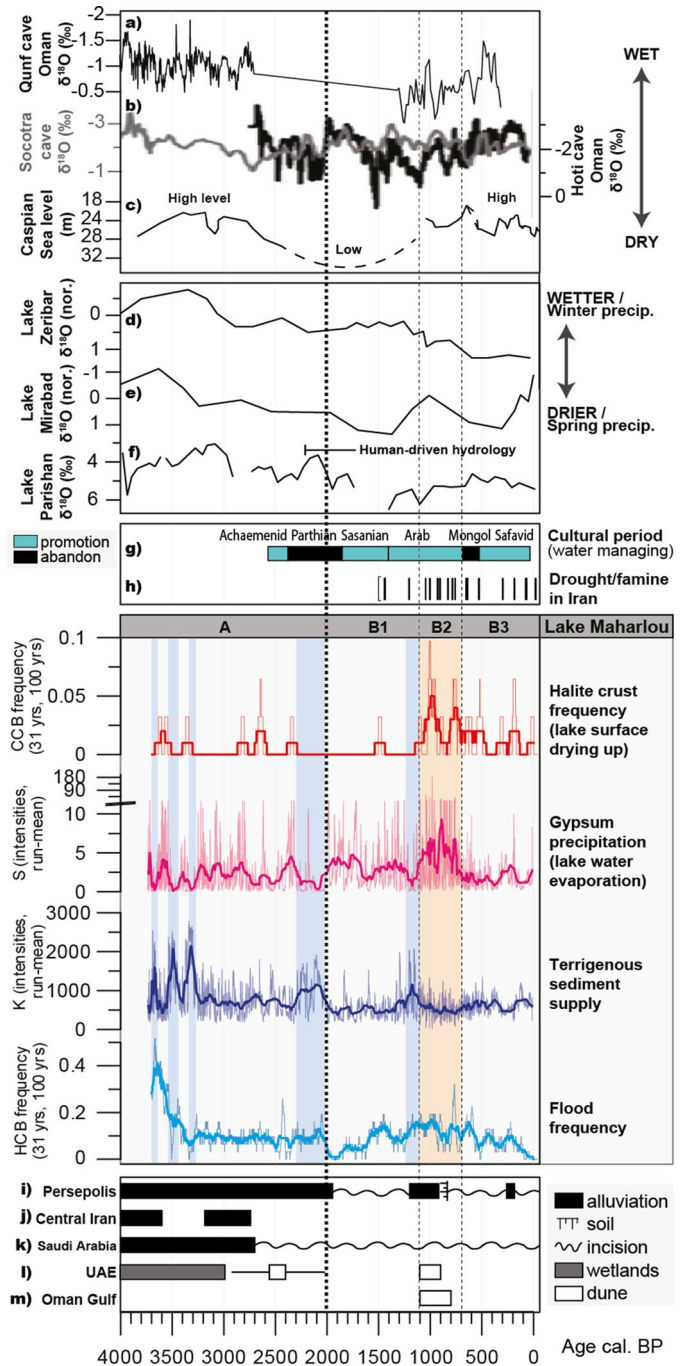 a)
Qunf cave
Oman
δ18O (‰)
-2
-1.5
-1
-0.5
WET
b)
Socotra
cave
δ18O (‰)
-3
-1
-2
0
Hoti cave
Oman
δ18O (‰)
c)
Caspian
Sea level
(m)
18
24
28
32
High level
Low
High
DRY
d)
Lake
Zeribar
δ18O (nor.)
0
1
WETTER /
Winter precip.
e)
Lake
Mirabad
δ18O (nor.)
-1
0
1
DRIER /
Spring precip.
f)
Lake
Parishan
δ18O (‰)
4
6
Human-driven hydrology
promotion
abandon
g)
Achaemenid Parthian Sasanian Arab Mongol Safavid
Cultural period
(water managing)
h)
Drought/famine
in Iran
A B1 B2 B3 Lake Maharlou
CCB frequency
(31 yrs, 100 yrs)
0.1
0.05
0
Halite crust
frequency
(lake surface
drying up)
S (intensities,
run-mean)
180
90
10
5
0
Gypsum
precipitation
(lake water
evaporation)
K (intensities,
run-mean)
3000
2000
1000
0
Terrigenous
sediment
supply
HCB frequency
(31 yrs, 100 yrs)
0.4
0.2
0
Flood
frequency
i) Persepolis
j) Central Iran
k) Saudi Arabia
l) UAE
m) Oman Gulf
alluviation
soil
incision
wetlands
dune
4000 3000 2000 1500 1000 500 0
Age cal. BP